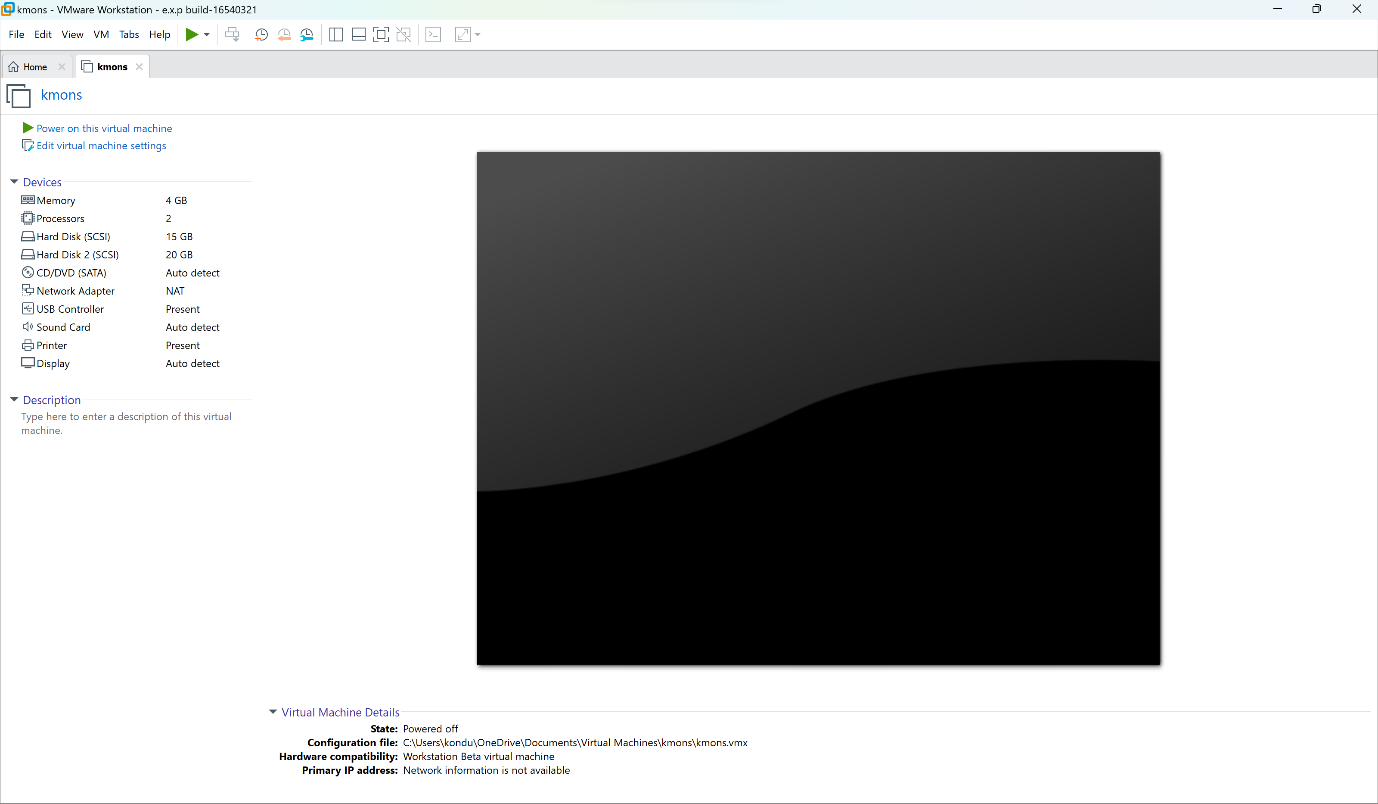 kmons - VMware Workstation - e.x.p build-16540321
File Edit View VM Tabs Help
Home kmons
kmons
Power on this virtual machine
Edit virtual machine settings
Devices
Memory 4 GB
Processors 2
Hard Disk (SCSI) 15 GB
Hard Disk 2 (SCSI) 20 GB
CD/DVD (SATA) Auto detect
Network Adapter NAT
USB Controller Present
Sound Card Auto detect
Printer Present
Display Auto detect
Description
Type here to enter a description of this virtual
machine.
Virtual Machine Details
State: Powered off
Configuration file: C:\Users\kondu\OneDrive\Documents\Virtual Machines\kmons\kmons.vmx
Hardware compatibility: Workstation Beta virtual machine
Primary IP address: Network information is not available